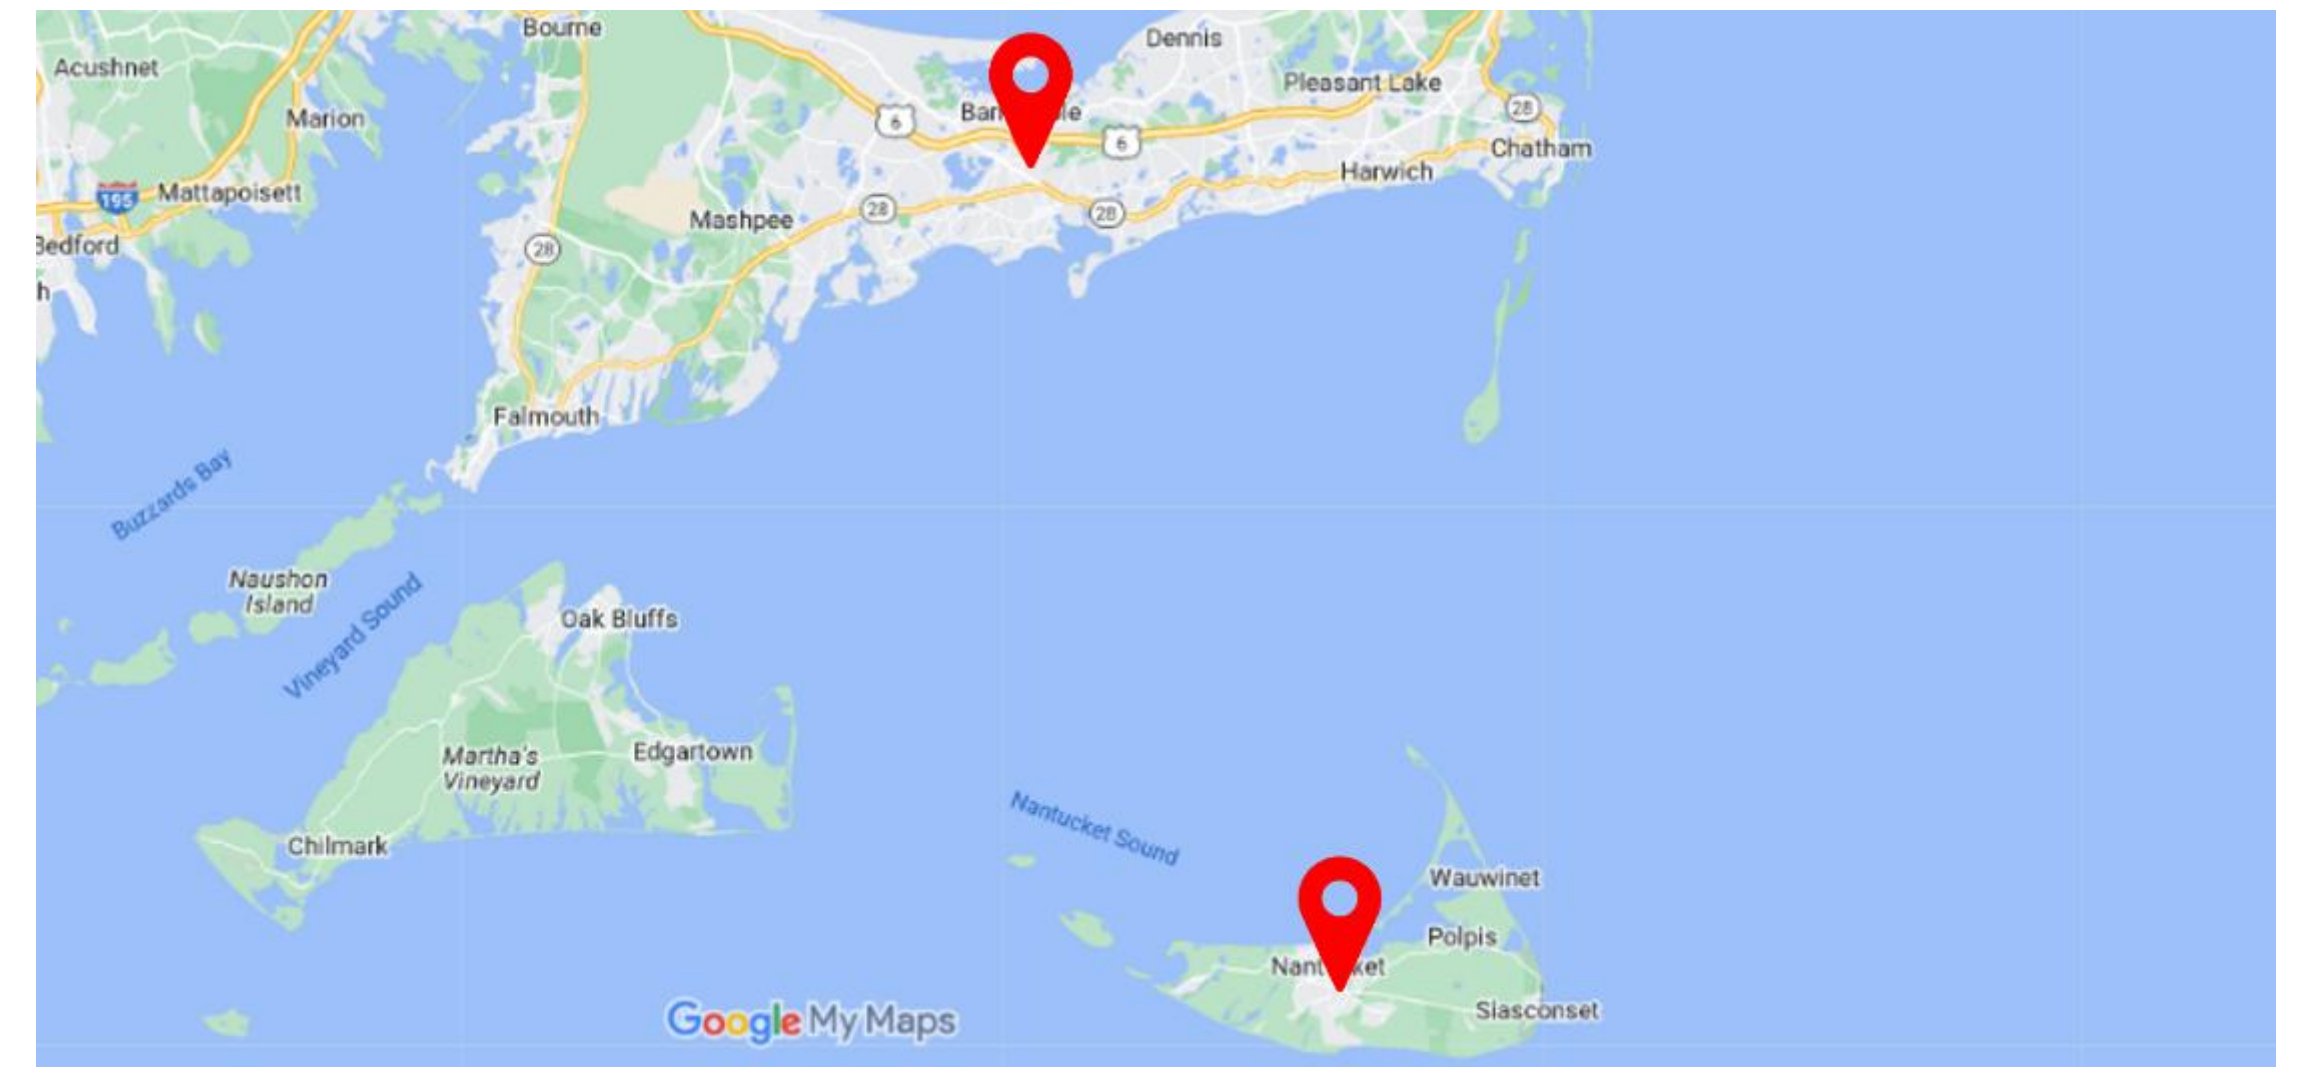 Bourne
Dennis
Acushnet
Pleasant Lake
Marion
28
6
6
Chatham
Harwich
195
Mattapoisett
Mashpee
28
28
Bedford
28
h
Falmouth
Buzzards Bay
Naushon
Island
Vineyard Sound
Oak Bluffs
Martha's
Vineyard
Edgartown
Nantucket Sound
Chilmark
Wauwinet
Polpis
Siasconset
Google My Maps